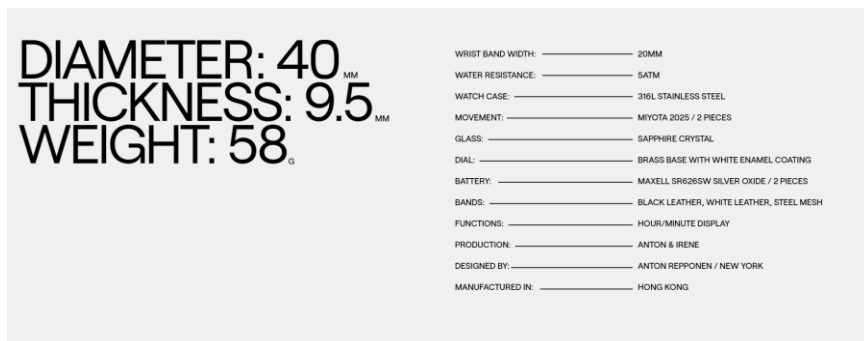 DIAMETER: 40 MM
THICKNESS: 9.5 MM
WEIGHT: 58 G
WRIST BAND WIDTH: 20MM
WATER RESISTANCE: 5ATM
WATCH CASE: 316L STAINLESS STEEL
MOVEMENT: MIYOTA 2025 / 2 PIECES
GLASS: SAPPHIRE CRYSTAL
DIAL: BRASS BASE WITH WHITE ENAMEL COATING
BATTERY: MAXELL SR626SW SILVER OXIDE / 2 PIECES
BANDS: BLACK LEATHER, WHITE LEATHER, STEEL MESH
FUNCTIONS: HOUR/MINUTE DISPLAY
PRODUCTION: ANTON & IRENE
DESIGNED BY: ANTON REPPONEN / NEW YORK
MANUFACTURED IN: HONG KONG